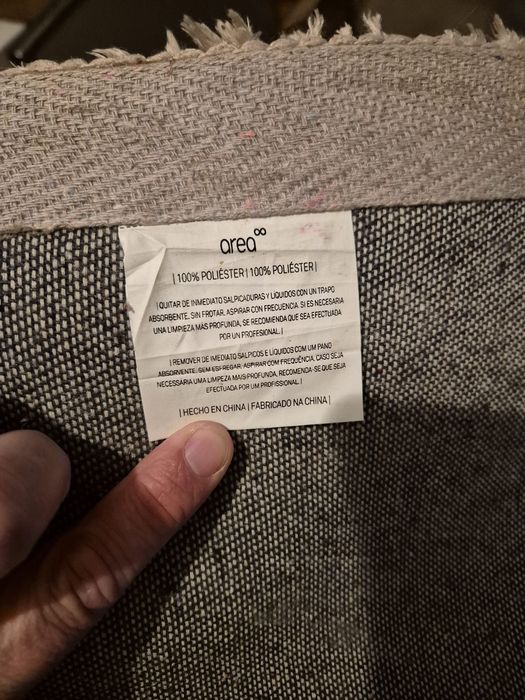 area∞
| 100% POLIÉSTER | 100% POLIÉSTER |
| QUITAR DE INMEDIATO SALPICADURAS Y LÍQUIDOS CON UN TRAPO
ABSORBENTE, SIN FROTAR, ASPIRAR CON FRECUENCIA. SI ES NECESARIA
UNA LIMPIEZA MÁS PROFUNDA, SE RECOMIENDA QUE SEA EFECTUADA
POR UN PROFESIONAL. |
| REMOVER DE IMEDIATO SALPICOS E LÍQUIDOS COM UM PANO
ABSORVENTE, SEM ESFREGAR, ASPIRAR COM FREQUÊNCIA. CASO SEJA
NECESSÁRIA UMA LIMPEZA MAIS PROFUNDA, RECOMENDA-SE QUE SEJA
EFECTUADA POR UM PROFISSIONAL. |
| HECHO EN CHINA | FABRICADO NA CHINA |